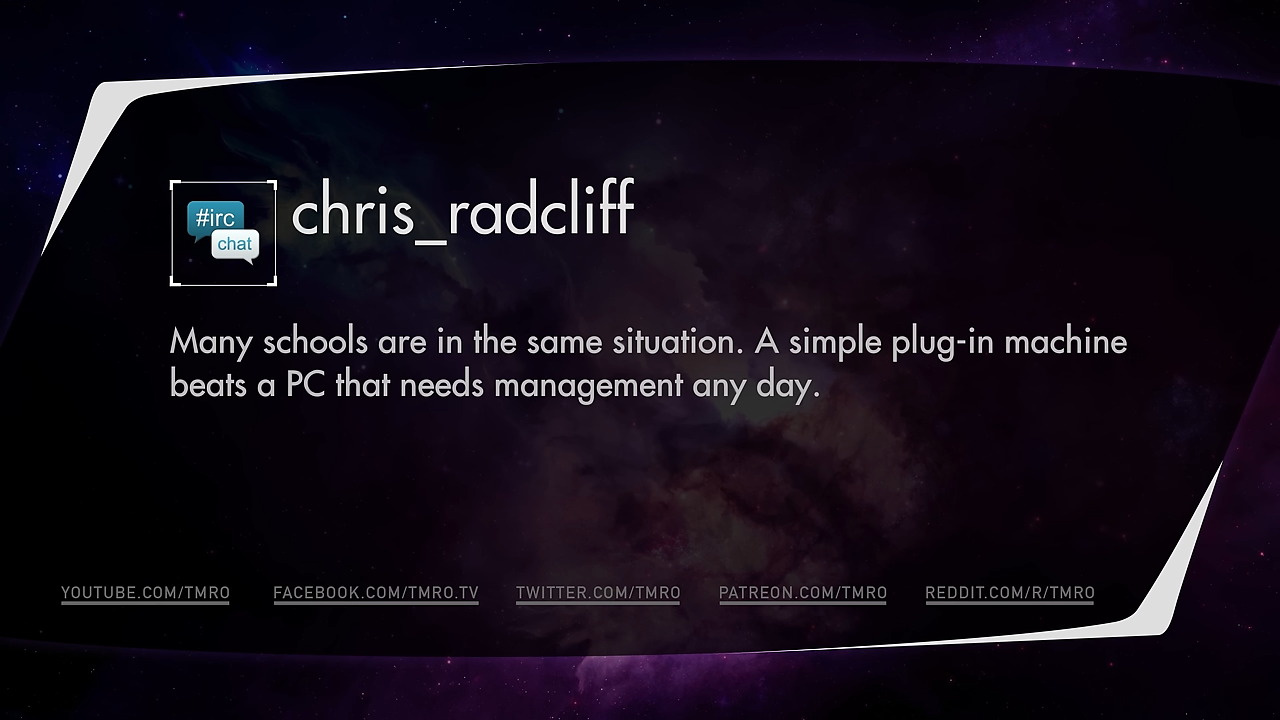 #irc
chat
chris_radcliff
Many schools are in the same situation. A simple plug-in machine
beats a PC that needs management any day.
YOUTUBE.COM/TMRO FACEBOOK.COM/TMRO.TV TWITTER.COM/TMRO PATREON.COM/TMRO REDDIT.COM/R/TMRO